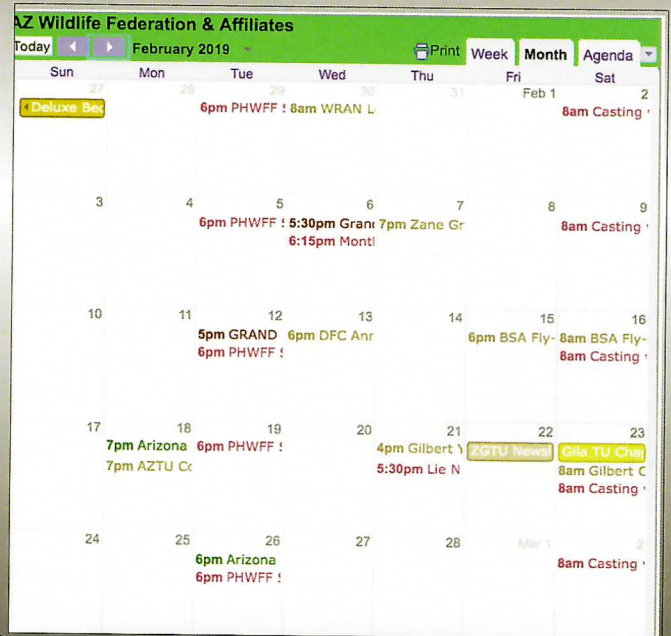 AZ Wildlife Federation & Affiliates
Today February 2019 Print Week Month Agenda
Sun Mon Tue Wed Thu Fri Sat
27 28 29 30 31 Feb 1 2
Deluxe Bec 6pm PHWFF S 8am WRAN L 8am Casting
3 4 5 6 7 8 9
6pm PHWFF S 5:30pm Gran 7pm Zane Gr 8am Casting
6:15pm Montl
10 11 12 13 14 15 16
5pm GRAND 6pm DFC Anr 6pm BSA Fly- 8am BSA Fly-
6pm PHWFF S 8am Casting
17 18 19 20 21 22 23
7pm Arizona 6pm PHWFF S 4pm Gilbert Y ZGTU Newsl Gila TU Chap
7pm AZTU Co 5:30pm Lie N 8am Gilbert C
8am Casting
24 25 26 27 28 Mar 1 2
6pm Arizona 8am Casting
6pm PHWFF S